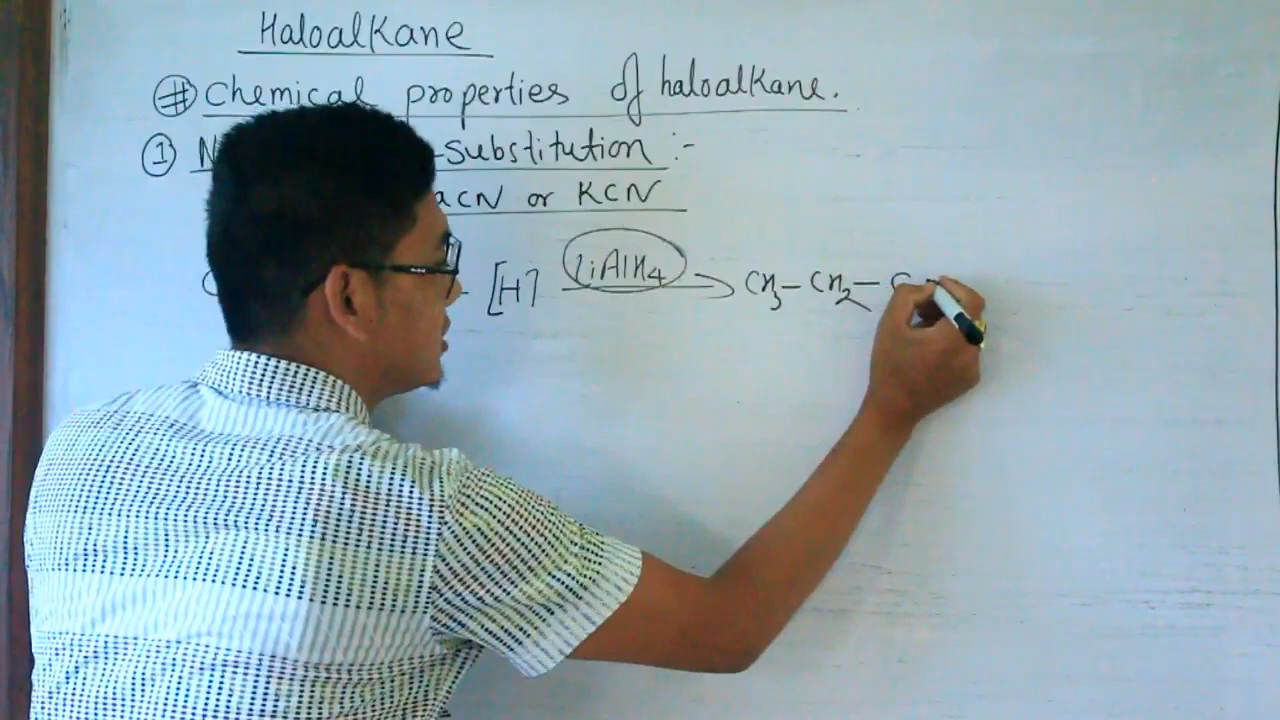 Haloalkane
# Chemical properties of haloalkane.
① N -substitution :-
aCN or KCN
[H] LiAlH4 → CH3 - CH2 - C